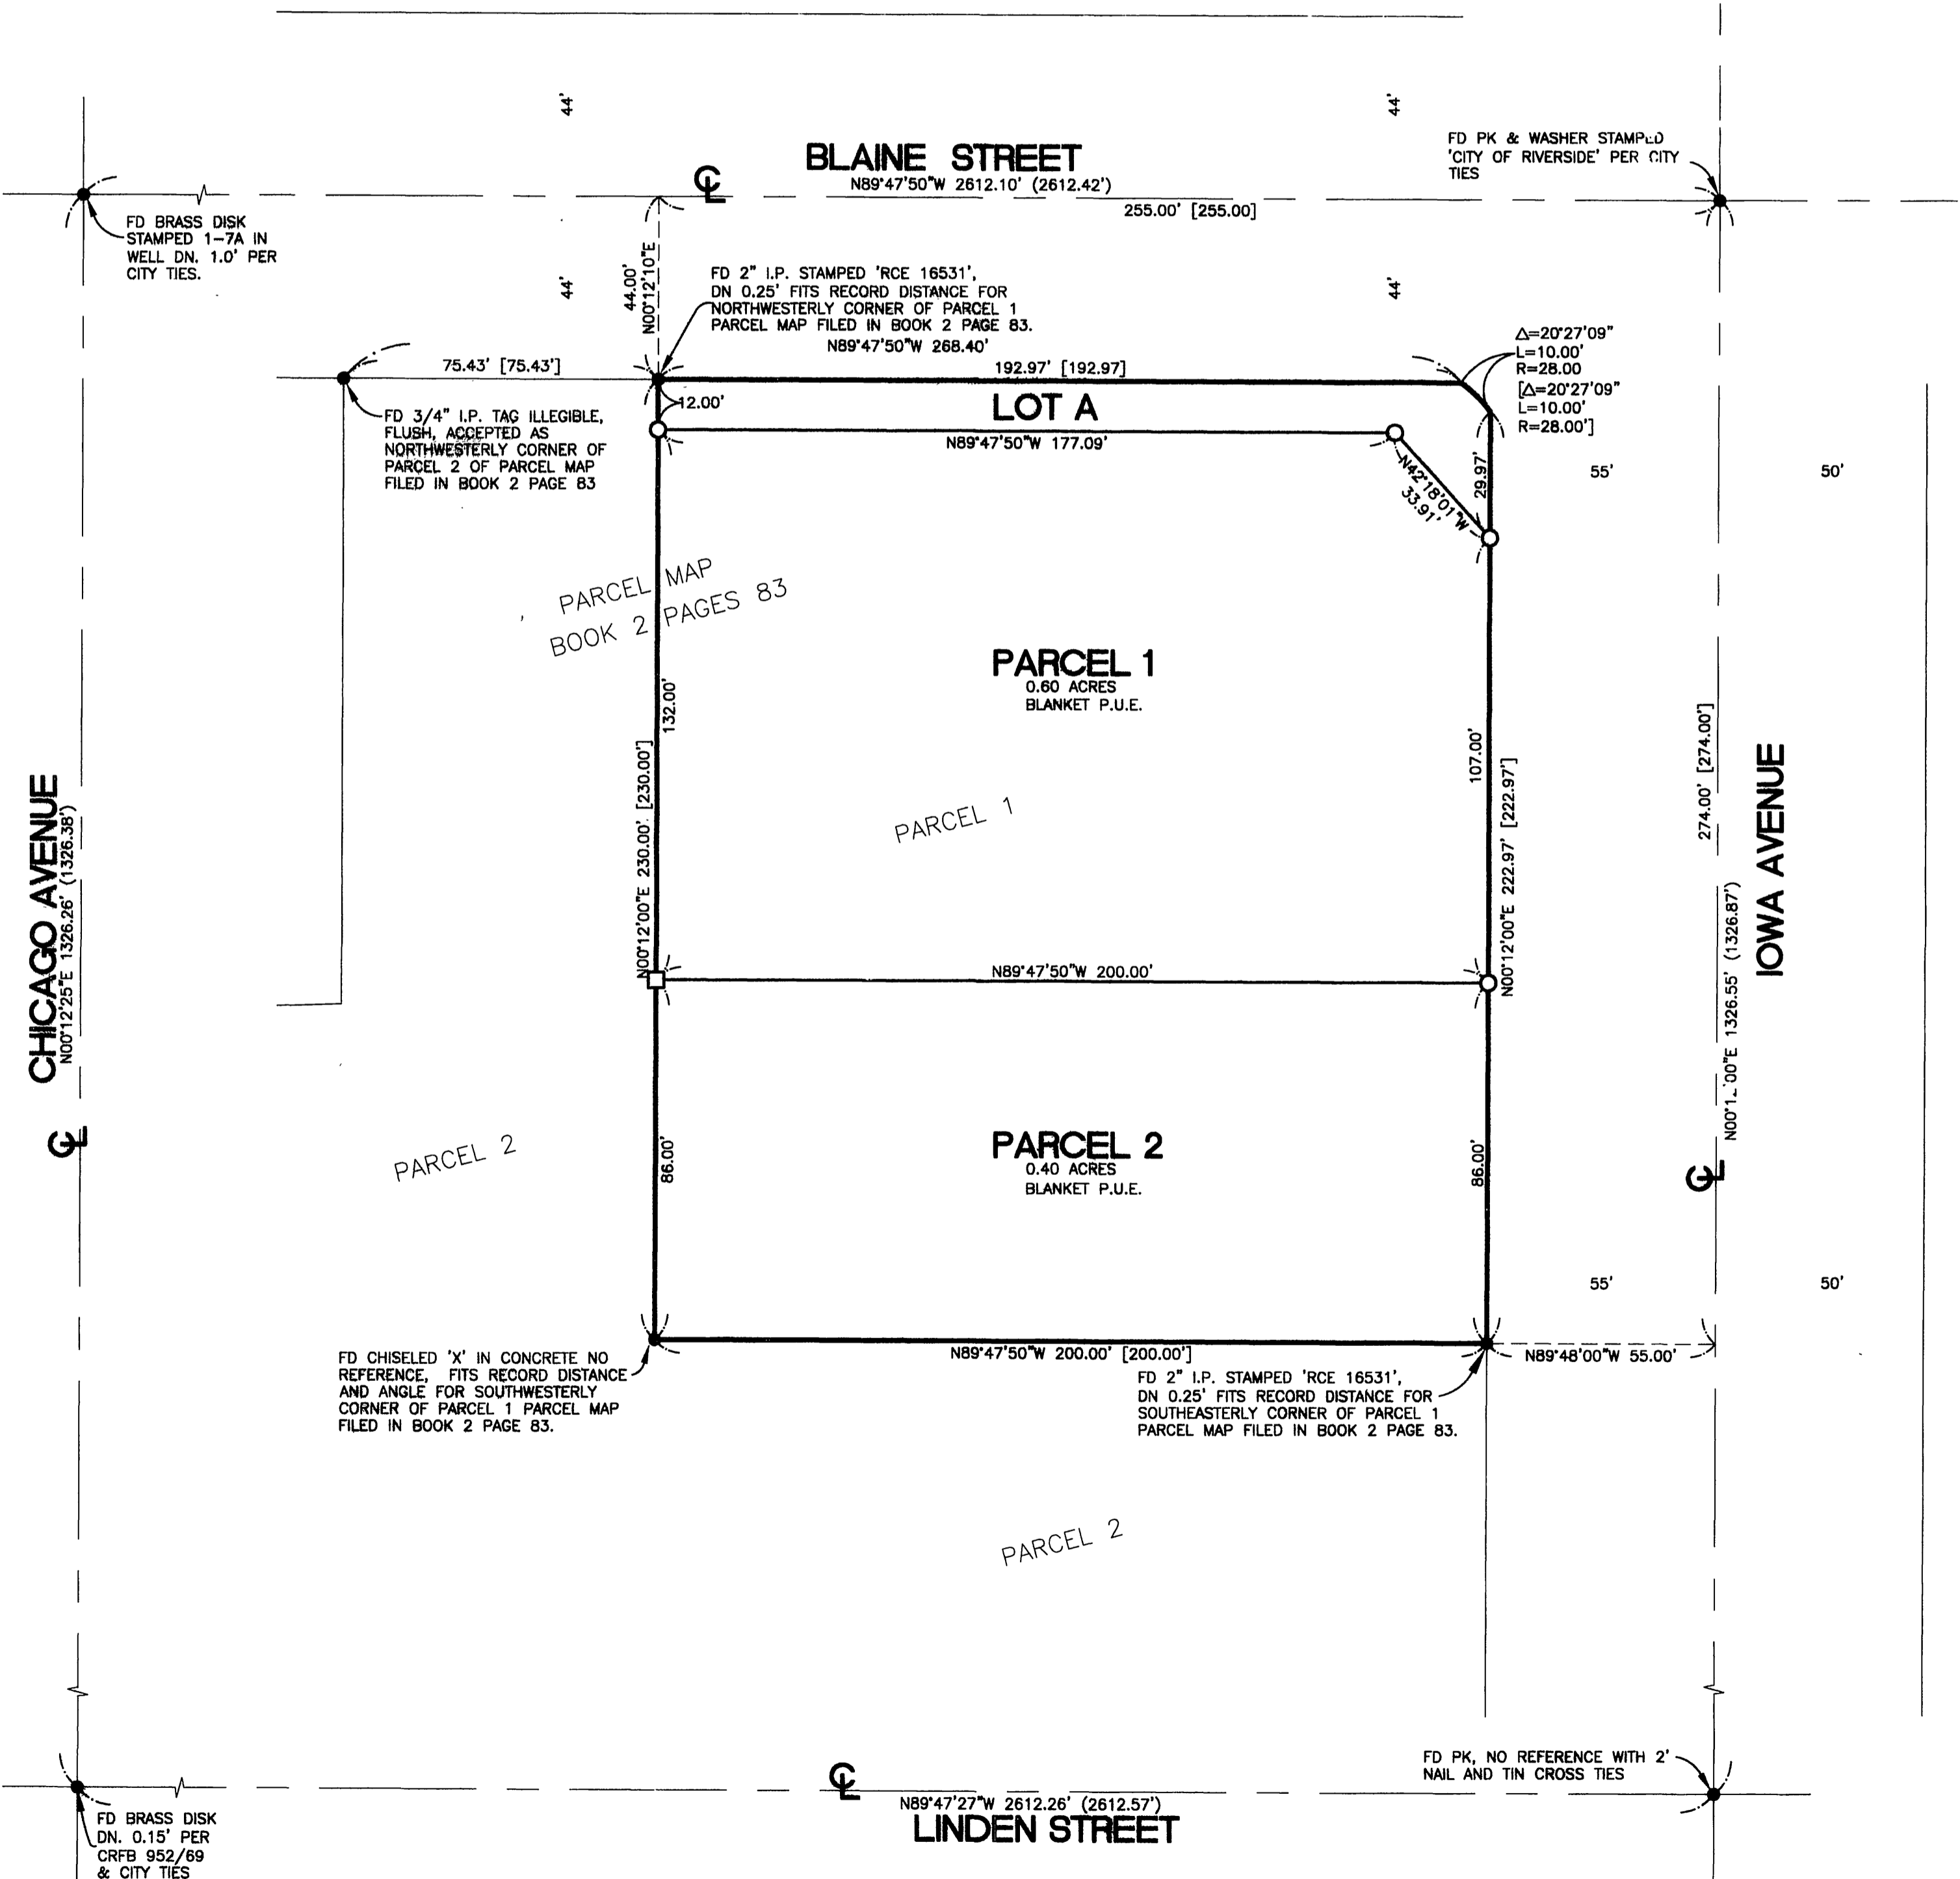 44'
44'
BLAINE STREET
℄
N89°47'50"W 2612.10' (2612.42')
255.00' [255.00]
FD PK & WASHER STAMPED
'CITY OF RIVERSIDE' PER CITY
TIES
FD BRASS DISK
STAMPED 1-7A IN
WELL DN. 1.0' PER
CITY TIES.
44'
44.00'
N00°12'10"E
44'
FD 2" I.P. STAMPED 'RCE 16531',
DN 0.25' FITS RECORD DISTANCE FOR
NORTHWESTERLY CORNER OF PARCEL 1
PARCEL MAP FILED IN BOOK 2 PAGE 83.
N89°47'50"W 268.40'
75.43' [75.43']
192.97' [192.97]
Δ=20°27'09"
L=10.00'
R=28.00
[Δ=20°27'09"
L=10.00'
R=28.00']
12.00'
LOT A
N89°47'50"W 177.09'
FD 3/4" I.P. TAG ILLEGIBLE,
FLUSH, ACCEPTED AS
NORTHWESTERLY CORNER OF
PARCEL 2 OF PARCEL MAP
FILED IN BOOK 2 PAGE 83
N42°18'01"W
33.91'
29.97'
55'
50'
PARCEL MAP
BOOK 2 PAGES 83
PARCEL 1
0.60 ACRES
BLANKET P.U.E.
132.00'
N00°12'00"E 230.00' [230.00']
PARCEL 1
107.00'
N00°12'00"E 222.97' [222.97']
274.00' [274.00']
IOWA AVENUE
1326.55' (1326.87')
℄
CHICAGO AVENUE
N00°12'25"E 1326.26' (1326.38')
℄
N89°47'50"W 200.00'
PARCEL 2
0.40 ACRES
BLANKET P.U.E.
86.00'
86.00'
PARCEL 2
55'
50'
N89°47'50"W 200.00' [200.00']
N89°48'00"W 55.00'
FD CHISELED 'X' IN CONCRETE NO
REFERENCE, FITS RECORD DISTANCE
AND ANGLE FOR SOUTHWESTERLY
CORNER OF PARCEL 1 PARCEL MAP
FILED IN BOOK 2 PAGE 83.
FD 2" I.P. STAMPED 'RCE 16531',
DN 0.25' FITS RECORD DISTANCE FOR
SOUTHEASTERLY CORNER OF PARCEL 1
PARCEL MAP FILED IN BOOK 2 PAGE 83.
PARCEL 2
FD PK, NO REFERENCE WITH 2'
NAIL AND TIN CROSS TIES
℄
N89°47'27"W 2612.26' (2612.57')
LINDEN STREET
FD BRASS DISK
DN. 0.15' PER
CRFB 952/69
& CITY TIES